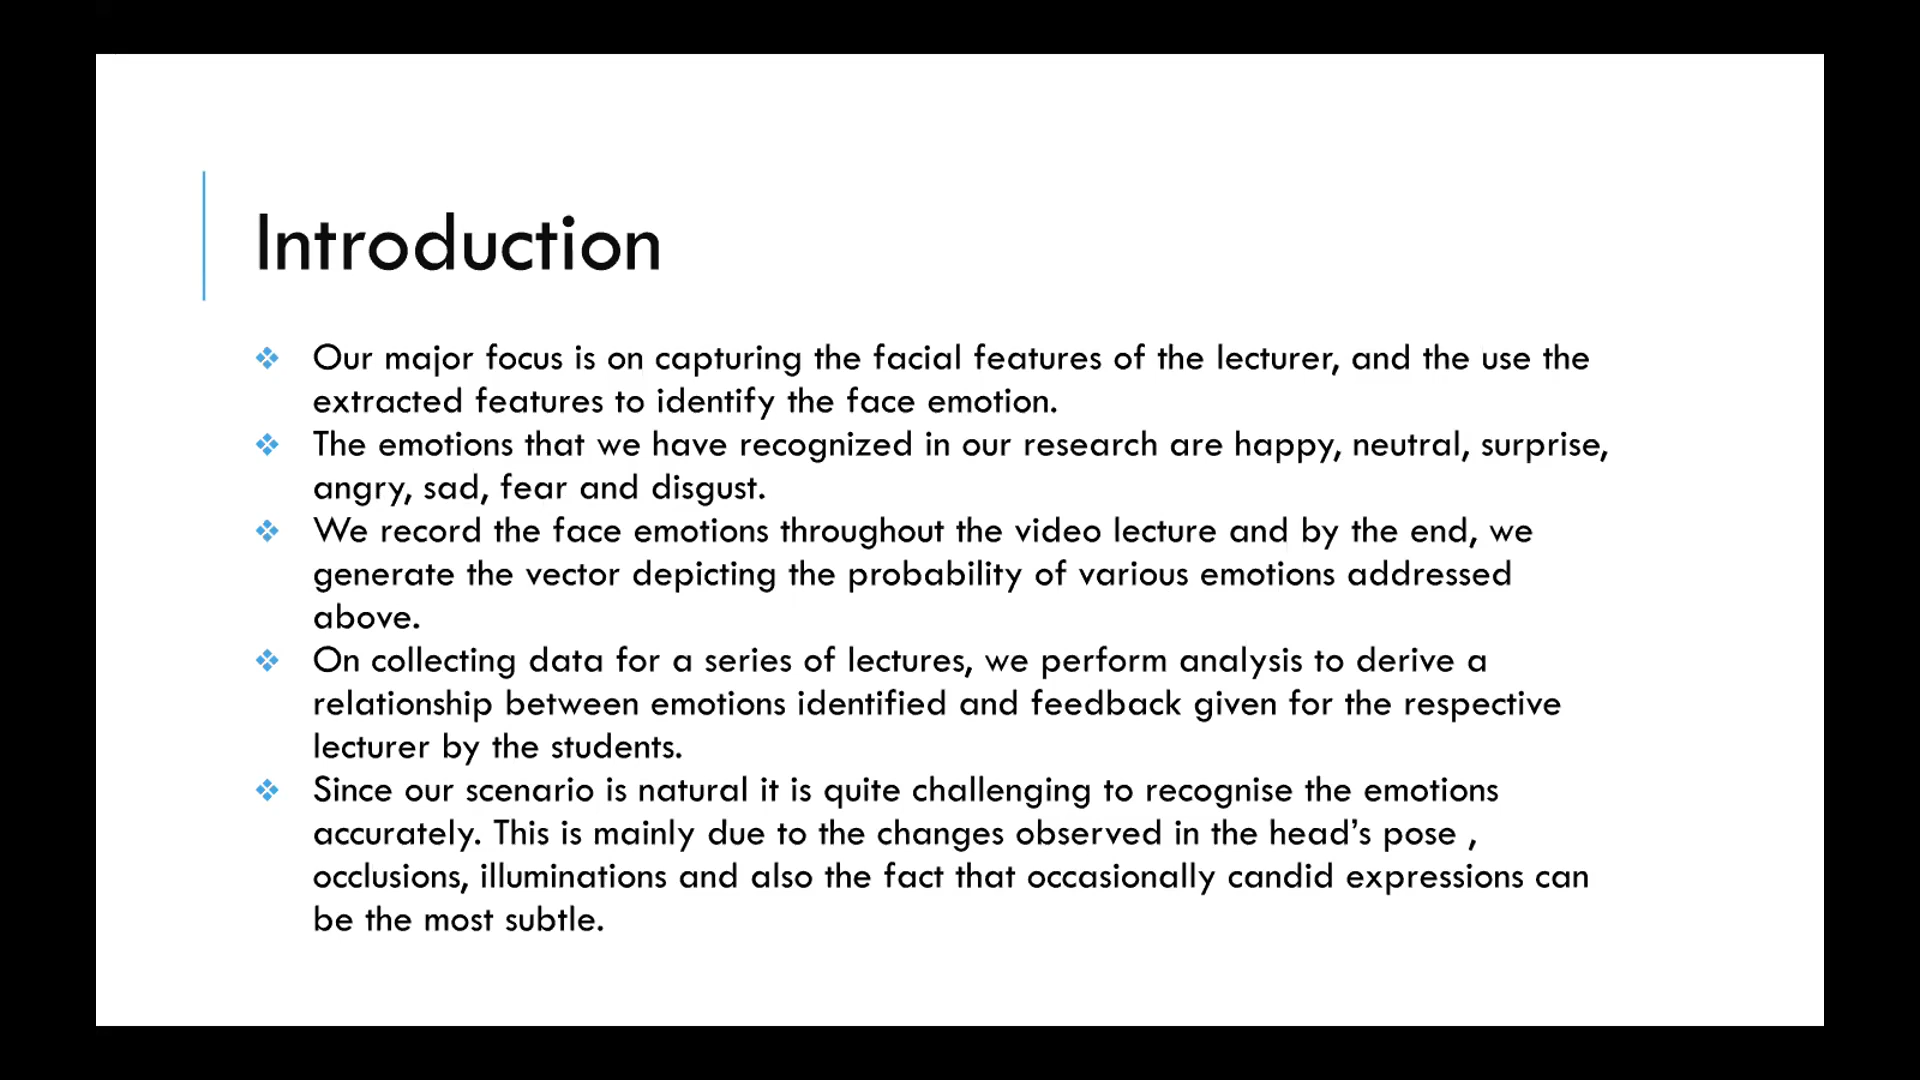 Introduction
❖ Our major focus is on capturing the facial features of the lecturer, and the use the
extracted features to identify the face emotion.
❖ The emotions that we have recognized in our research are happy, neutral, surprise,
angry, sad, fear and disgust.
❖ We record the face emotions throughout the video lecture and by the end, we
generate the vector depicting the probability of various emotions addressed
above.
❖ On collecting data for a series of lectures, we perform analysis to derive a
relationship between emotions identified and feedback given for the respective
lecturer by the students.
❖ Since our scenario is natural it is quite challenging to recognise the emotions
accurately. This is mainly due to the changes observed in the head’s pose ,
occlusions, illuminations and also the fact that occasionally candid expressions can
be the most subtle.